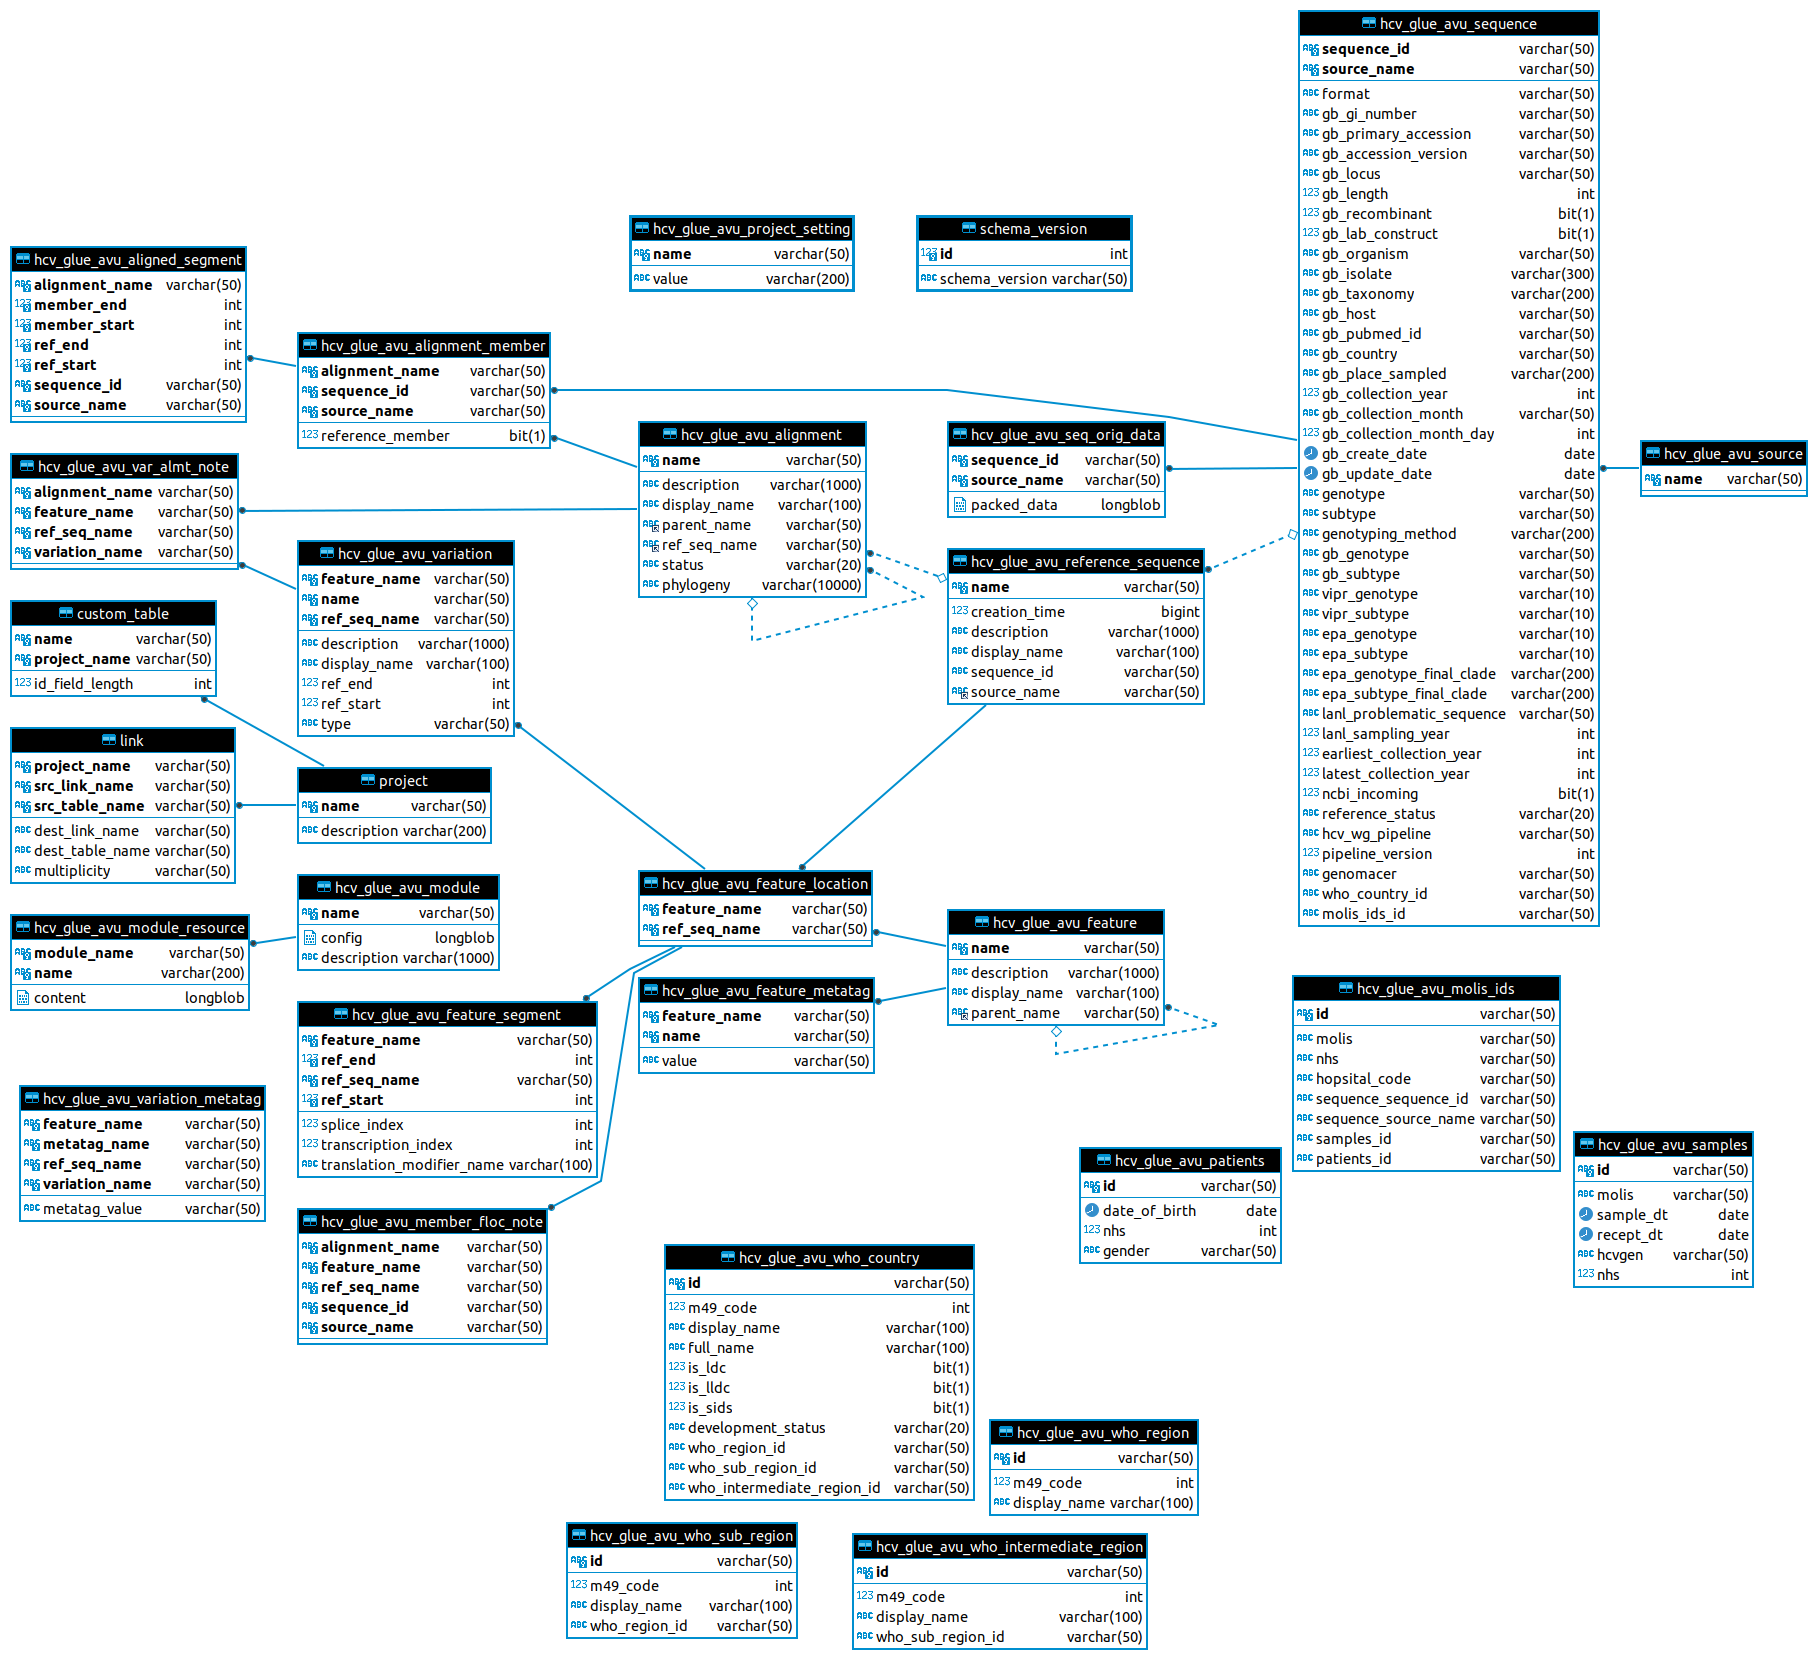 hcv_glue_avu_sequence
sequence_id varchar(50)
source_name varchar(50)
format varchar(50)
gb_gi_number varchar(50)
gb_primary_accession varchar(50)
gb_accession_version varchar(50)
gb_locus varchar(50)
gb_length int
gb_recombinant bit(1)
gb_lab_construct bit(1)
gb_organism varchar(50)
gb_isolate varchar(300)
gb_taxonomy varchar(200)
gb_host varchar(50)
gb_pubmed_id varchar(50)
gb_country varchar(50)
gb_place_sampled varchar(200)
gb_collection_year int
gb_collection_month varchar(50)
gb_collection_month_day int
gb_create_date date
gb_update_date date
genotype varchar(50)
subtype varchar(50)
genotyping_method varchar(200)
gb_genotype varchar(50)
gb_subtype varchar(50)
vipr_genotype varchar(10)
vipr_subtype varchar(10)
epa_genotype varchar(10)
epa_subtype varchar(10)
epa_genotype_final_clade varchar(200)
epa_subtype_final_clade varchar(200)
lanl_problematic_sequence varchar(50)
lanl_sampling_year int
earliest_collection_year int
latest_collection_year int
ncbi_incoming bit(1)
reference_status varchar(20)
hcv_wg_pipeline varchar(50)
pipeline_version int
genomacer varchar(50)
who_country_id varchar(50)
molis_ids_id varchar(50)
hcv_glue_avu_project_setting
name varchar(50)
value varchar(200)
schema_version
id int
schema_version varchar(50)
hcv_glue_avu_aligned_segment
alignment_name varchar(50)
member_end int
member_start int
ref_end int
ref_start int
sequence_id varchar(50)
source_name varchar(50)
hcv_glue_avu_alignment_member
alignment_name varchar(50)
sequence_id varchar(50)
source_name varchar(50)
reference_member bit(1)
hcv_glue_avu_alignment
name varchar(50)
description varchar(1000)
display_name varchar(100)
parent_name varchar(50)
ref_seq_name varchar(50)
status varchar(20)
phylogeny varchar(10000)
hcv_glue_avu_seq_orig_data
sequence_id varchar(50)
source_name varchar(50)
packed_data longblob
hcv_glue_avu_source
name varchar(50)
hcv_glue_avu_var_almt_note
alignment_name varchar(50)
feature_name varchar(50)
ref_seq_name varchar(50)
variation_name varchar(50)
hcv_glue_avu_variation
feature_name varchar(50)
name varchar(50)
ref_seq_name varchar(50)
description varchar(1000)
display_name varchar(100)
ref_end int
ref_start int
type varchar(50)
hcv_glue_avu_reference_sequence
name varchar(50)
creation_time bigint
description varchar(1000)
display_name varchar(100)
sequence_id varchar(50)
source_name varchar(50)
custom_table
name varchar(50)
project_name varchar(50)
id_field_length int
link
project_name varchar(50)
src_link_name varchar(50)
src_table_name varchar(50)
dest_link_name varchar(50)
dest_table_name varchar(50)
multiplicity varchar(50)
project
name varchar(50)
description varchar(200)
hcv_glue_avu_module
name varchar(50)
config longblob
description varchar(1000)
hcv_glue_avu_module_resource
module_name varchar(50)
name varchar(200)
content longblob
hcv_glue_avu_feature_location
feature_name varchar(50)
ref_seq_name varchar(50)
hcv_glue_avu_feature
name varchar(50)
description varchar(1000)
display_name varchar(100)
parent_name varchar(50)
hcv_glue_avu_feature_metatag
feature_name varchar(50)
name varchar(50)
value varchar(50)
hcv_glue_avu_feature_segment
feature_name varchar(50)
ref_end int
ref_seq_name varchar(50)
ref_start int
splice_index int
transcription_index int
translation_modifier_name varchar(100)
hcv_glue_avu_molis_ids
id varchar(50)
molis varchar(50)
nhs varchar(50)
hopsital_code varchar(50)
sequence_sequence_id varchar(50)
sequence_source_name varchar(50)
samples_id varchar(50)
patients_id varchar(50)
hcv_glue_avu_variation_metatag
feature_name varchar(50)
metatag_name varchar(50)
ref_seq_name varchar(50)
variation_name varchar(50)
metatag_value varchar(50)
hcv_glue_avu_samples
id varchar(50)
molis varchar(50)
sample_dt date
recept_dt date
hcvgen varchar(50)
nhs int
hcv_glue_avu_patients
id varchar(50)
date_of_birth date
nhs int
gender varchar(50)
hcv_glue_avu_member_floc_note
alignment_name varchar(50)
feature_name varchar(50)
ref_seq_name varchar(50)
sequence_id varchar(50)
source_name varchar(50)
hcv_glue_avu_who_country
id varchar(50)
m49_code int
display_name varchar(100)
full_name varchar(100)
is_ldc bit(1)
is_lldc bit(1)
is_sids bit(1)
development_status varchar(20)
who_region_id varchar(50)
who_sub_region_id varchar(50)
who_intermediate_region_id varchar(50)
hcv_glue_avu_who_region
id varchar(50)
m49_code int
display_name varchar(100)
hcv_glue_avu_who_sub_region
id varchar(50)
m49_code int
display_name varchar(100)
who_region_id varchar(50)
hcv_glue_avu_who_intermediate_region
id varchar(50)
m49_code int
display_name varchar(100)
who_sub_region_id varchar(50)